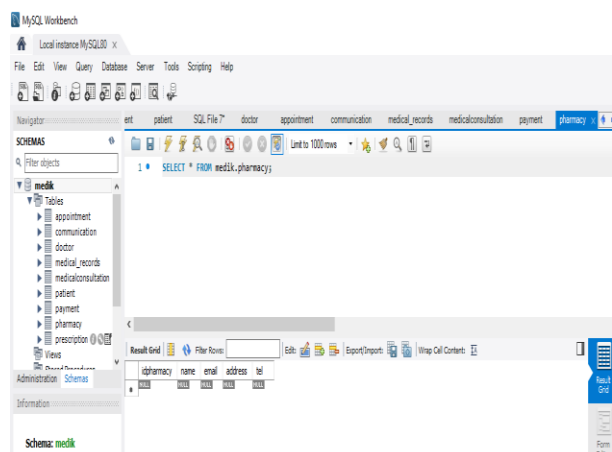 MySQL Workbench
Local instance MySQL80 x
File Edit View Query Database Server Tools Scripting Help
Navigator
ent patient SQL File 7* doctor appointment communication medical_records medicalconsultation payment pharmacy x
SCHEMAS
Limit to 1000 rows
Filter objects
1 SELECT * FROM medik.pharmacy;
medik
Tables
appointment
communication
doctor
medical_records
medicalconsultation
patient
payment
pharmacy
prescription
Views
Administration Schemas
Result Grid Filter Rows: Edit: Export/Import: Wrap Cell Content:
idpharmacy name email address tel
NULL NULL NULL NULL NULL
Result
Grid
Form
Information
Schema: medik